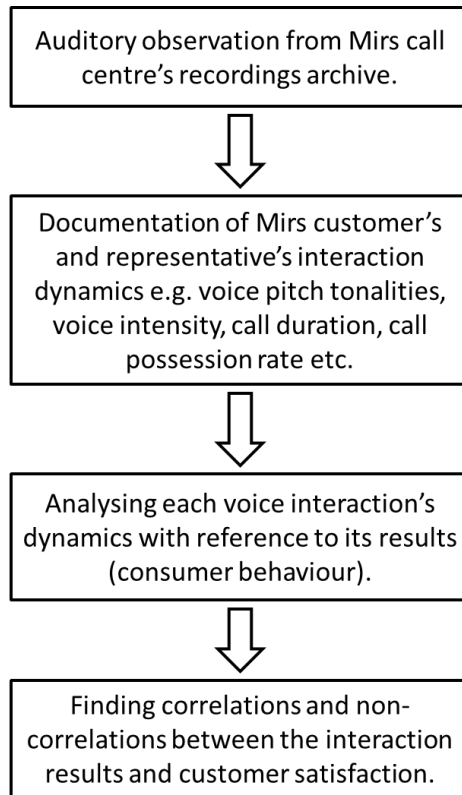 Auditory observation from Mirs call
centre’s recordings archive.
Documentation of Mirs customer’s
and representative’s interaction
dynamics e.g. voice pitch tonalities,
voice intensity, call duration, call
possession rate etc.
Analysing each voice interaction’s
dynamics with reference to its results
(consumer behaviour).
Finding correlations and non-
correlations between the interaction
results and customer satisfaction.